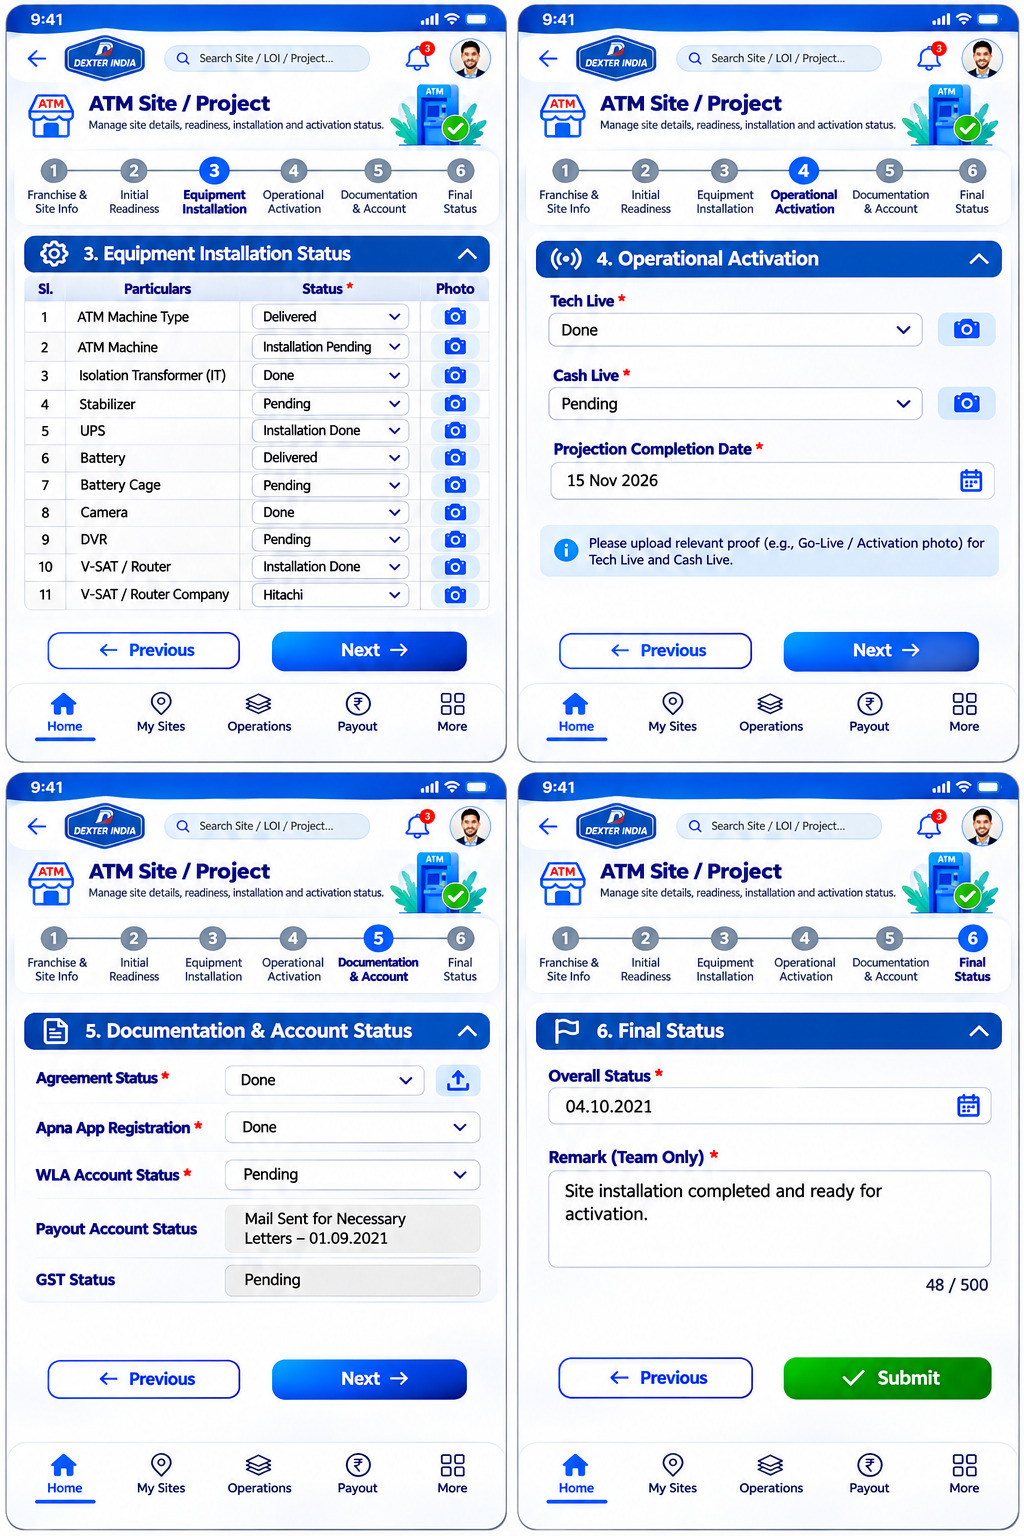 9:41
DEXTER INDIA
Search Site / LOI / Project...
3
ATM
ATM Site / Project
Manage site details, readiness, installation and activation status.
ATM
1 2 3 4 5 6
Franchise & Site Info
Initial Readiness
Equipment Installation
Operational Activation
Documentation & Account
Final Status
3. Equipment Installation Status
Sl. Particulars Status * Photo
1 ATM Machine Type Delivered
2 ATM Machine Installation Pending
3 Isolation Transformer (IT) Done
4 Stabilizer Pending
5 UPS Installation Done
6 Battery Delivered
7 Battery Cage Pending
8 Camera Done
9 DVR Pending
10 V-SAT / Router Installation Done
11 V-SAT / Router Company Hitachi
← Previous
Next →
Home My Sites Operations Payout More
9:41
DEXTER INDIA
Search Site / LOI / Project...
3
ATM
ATM Site / Project
Manage site details, readiness, installation and activation status.
ATM
1 2 3 4 5 6
Franchise & Site Info
Initial Readiness
Equipment Installation
Operational Activation
Documentation & Account
Final Status
4. Operational Activation
Tech Live *
Done
Cash Live *
Pending
Projection Completion Date *
15 Nov 2026
Please upload relevant proof (e.g., Go-Live / Activation photo) for
Tech Live and Cash Live.
← Previous
Next →
Home My Sites Operations Payout More
9:41
DEXTER INDIA
Search Site / LOI / Project...
3
ATM
ATM Site / Project
Manage site details, readiness, installation and activation status.
ATM
1 2 3 4 5 6
Franchise & Site Info
Initial Readiness
Equipment Installation
Operational Activation
Documentation & Account
Final Status
5. Documentation & Account Status
Agreement Status * Done
Apna App Registration * Done
WLA Account Status * Pending
Payout Account Status
Mail Sent for Necessary
Letters – 01.09.2021
GST Status Pending
← Previous
Next →
Home My Sites Operations Payout More
9:41
DEXTER INDIA
Search Site / LOI / Project...
3
ATM
ATM Site / Project
Manage site details, readiness, installation and activation status.
ATM
1 2 3 4 5 6
Franchise & Site Info
Initial Readiness
Equipment Installation
Operational Activation
Documentation & Account
Final Status
6. Final Status
Overall Status *
04.10.2021
Remark (Team Only) *
Site installation completed and ready for
activation.
48 / 500
← Previous
Submit
Home My Sites Operations Payout More